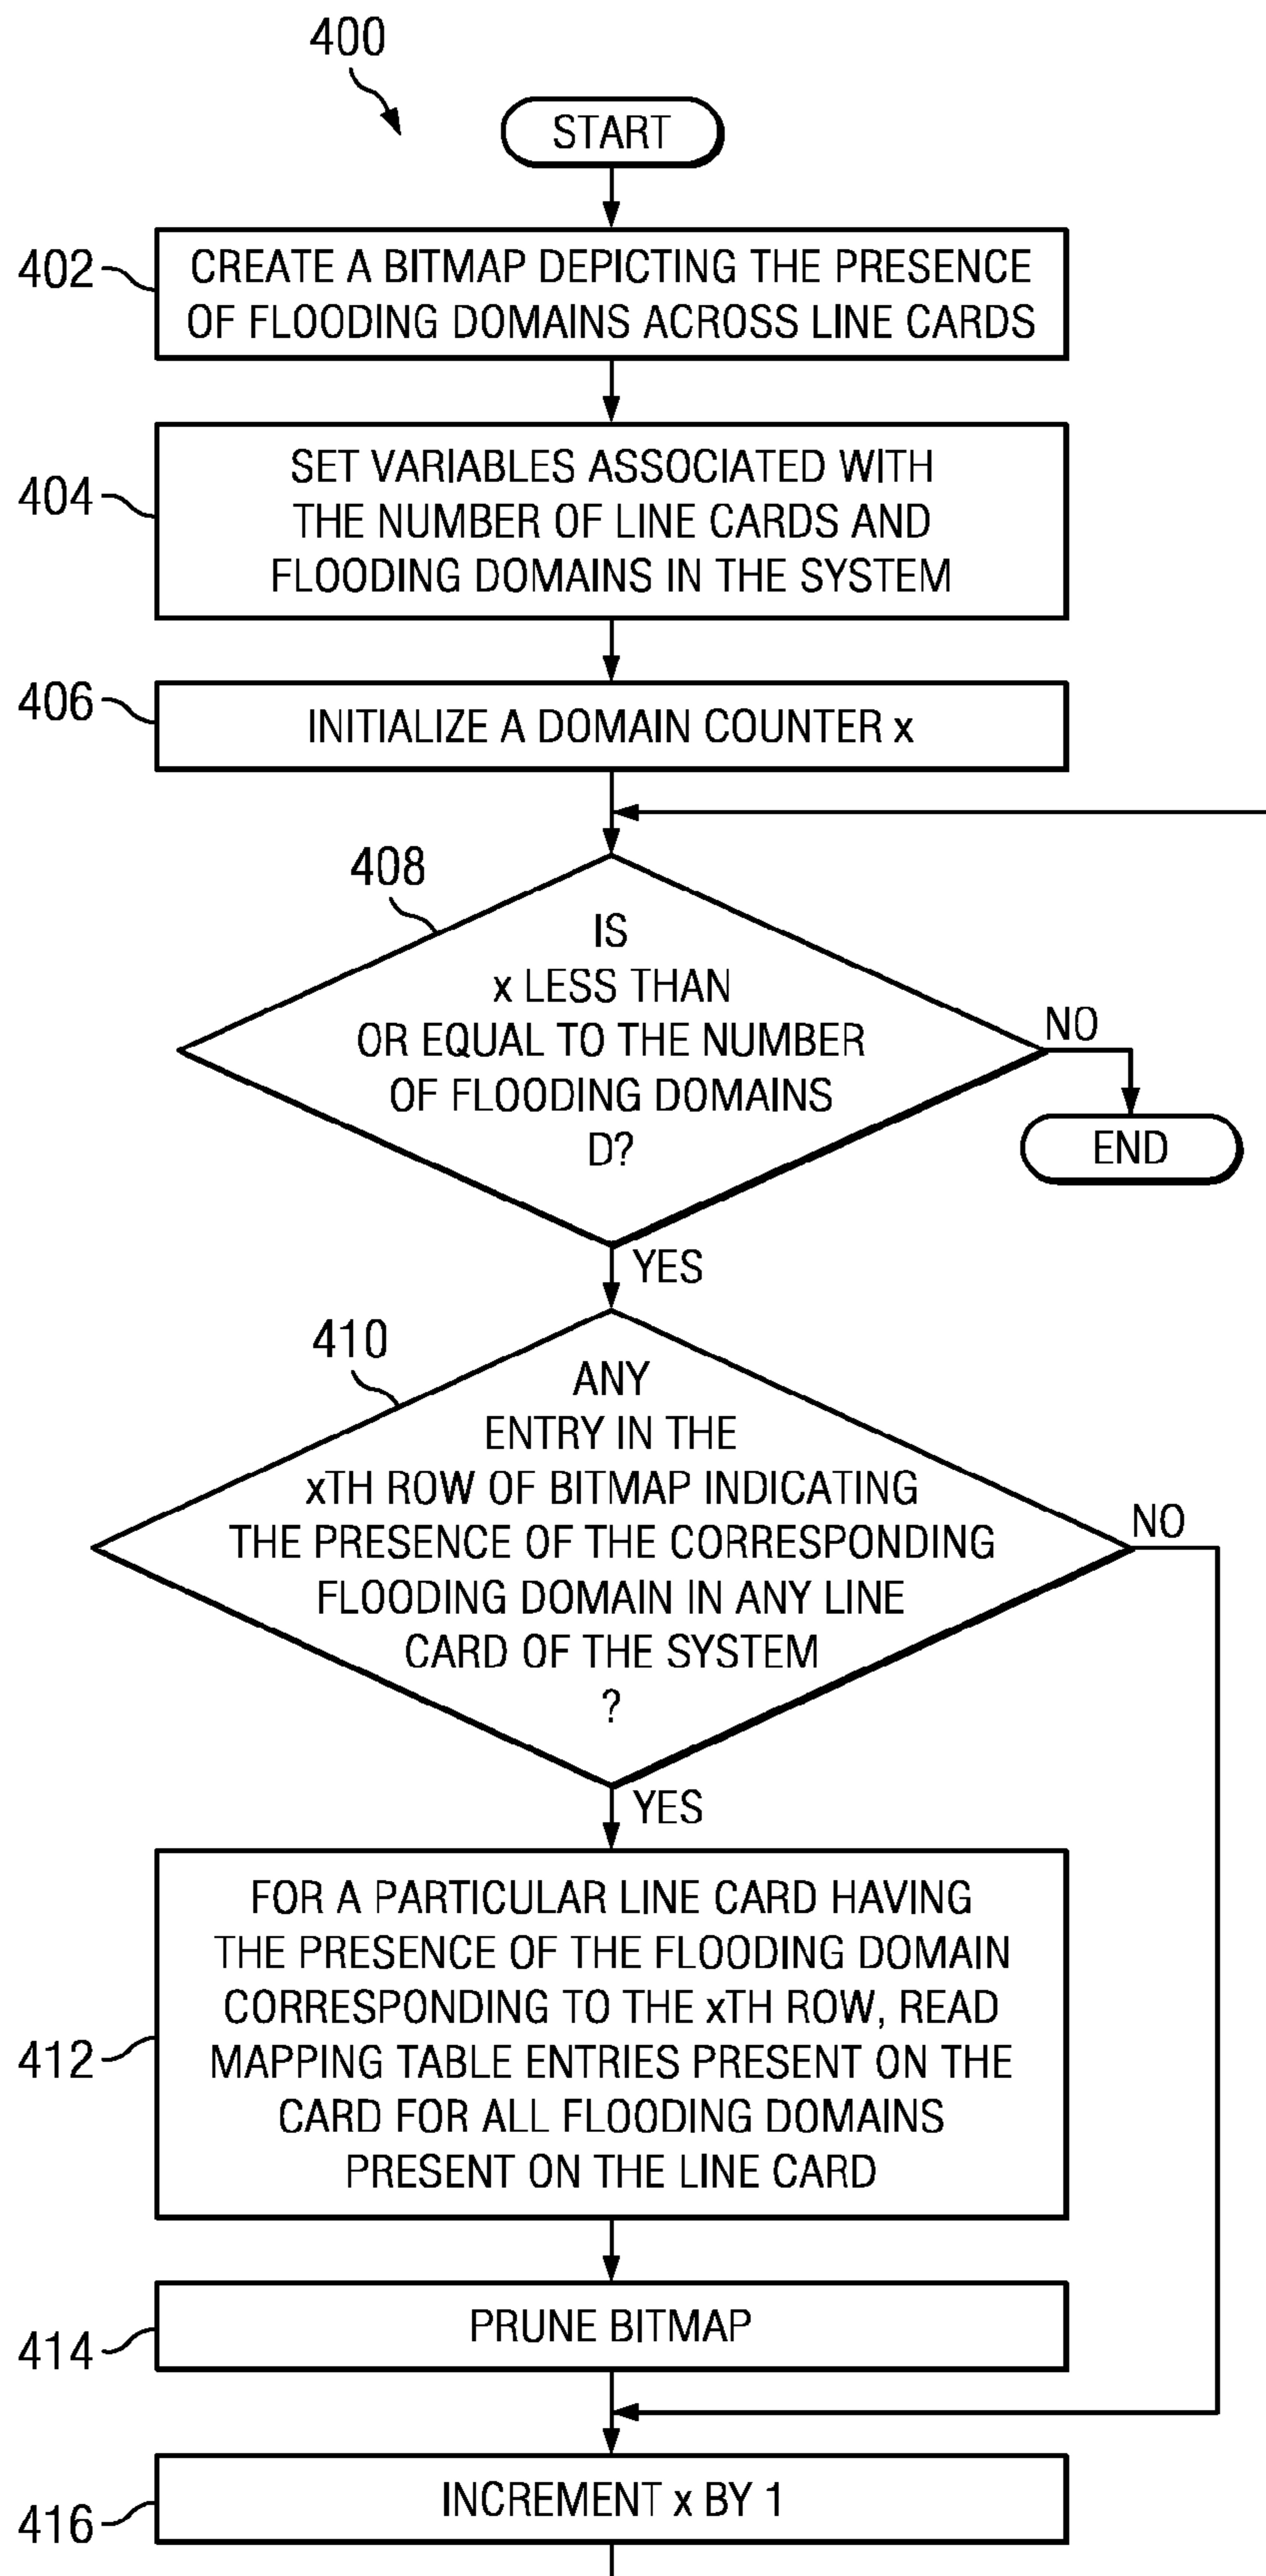 400
START
402
CREATE A BITMAP DEPICTING THE PRESENCE
OF FLOODING DOMAINS ACROSS LINE CARDS
404
SET VARIABLES ASSOCIATED WITH
THE NUMBER OF LINE CARDS AND
FLOODING DOMAINS IN THE SYSTEM
406
INITIALIZE A DOMAIN COUNTER x
408
IS
x LESS THAN
OR EQUAL TO THE NUMBER
OF FLOODING DOMAINS
D?
NO
END
YES
410
ANY
ENTRY IN THE
xTH ROW OF BITMAP INDICATING
THE PRESENCE OF THE CORRESPONDING
FLOODING DOMAIN IN ANY LINE
CARD OF THE SYSTEM
?
NO
YES
412
FOR A PARTICULAR LINE CARD HAVING
THE PRESENCE OF THE FLOODING DOMAIN
CORRESPONDING TO THE xTH ROW, READ
MAPPING TABLE ENTRIES PRESENT ON THE
CARD FOR ALL FLOODING DOMAINS
PRESENT ON THE LINE CARD
414
PRUNE BITMAP
416
INCREMENT x BY 1